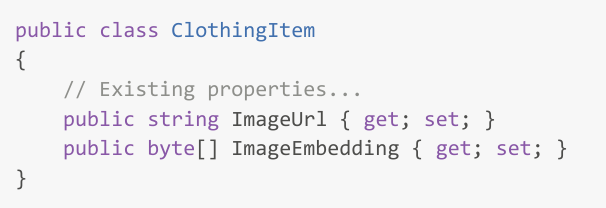 public class ClothingItem
{
    // Existing properties...
    public string ImageUrl { get; set; }
    public byte[] ImageEmbedding { get; set; }
}